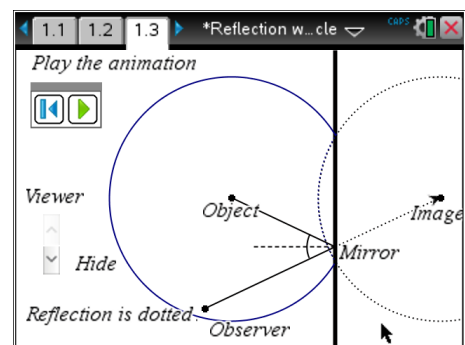 1.1 1.2 1.3 *Reflection w...cle CAPS
Play the animation
Viewer
Object
Image
Mirror
Hide
Reflection is dotted.
Observer